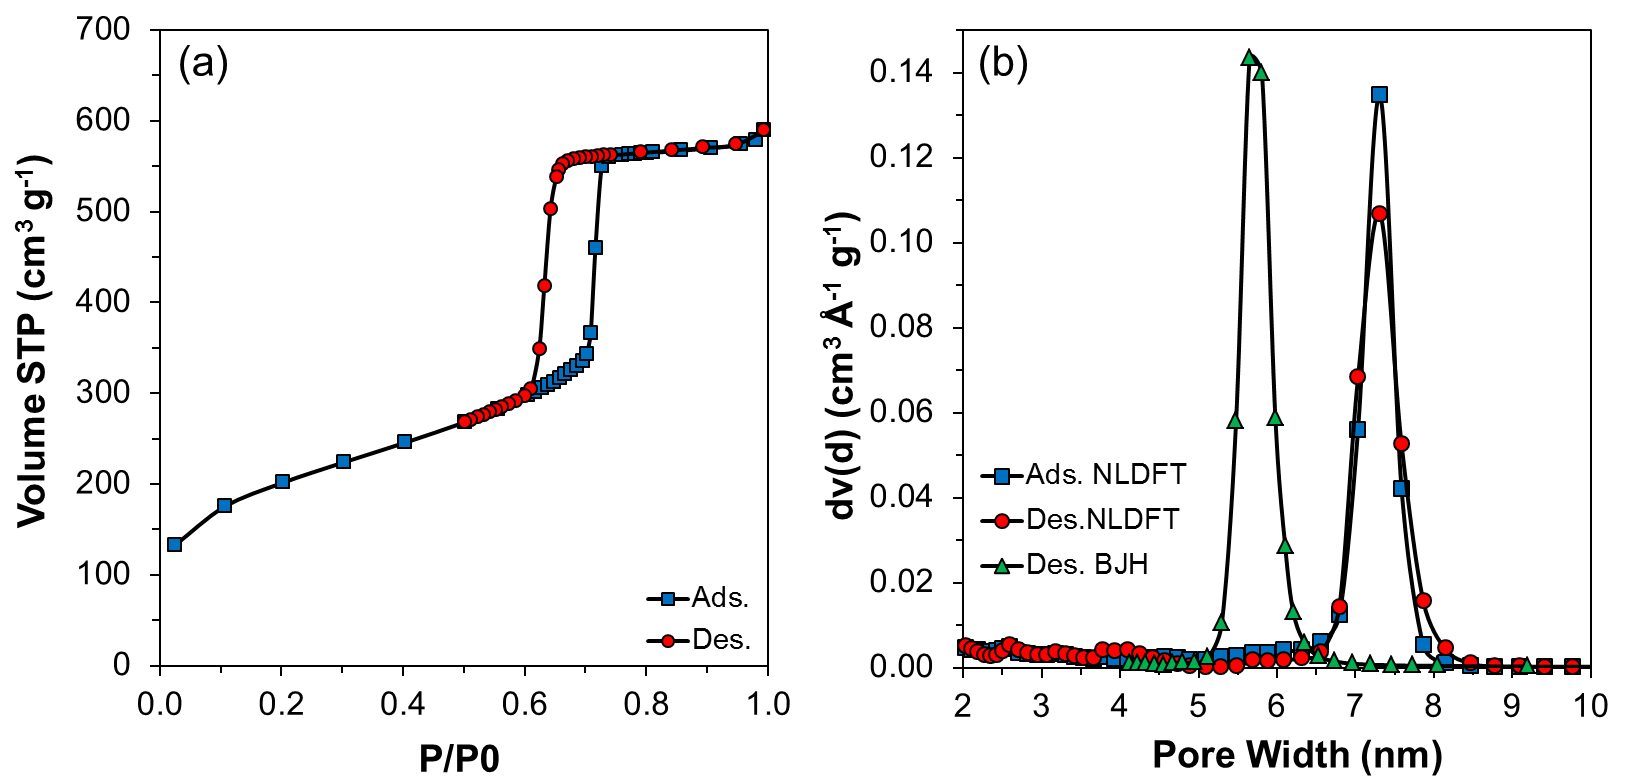 (a)
Volume STP (cm³ g⁻¹)
700
600
500
400
300
200
100
0
0.0 0.2 0.4 0.6 0.8 1.0
P/P0
Ads.
Des.
(b)
dv(d) (cm³ Å⁻¹ g⁻¹)
0.14
0.12
0.10
0.08
0.06
0.04
0.02
0.00
2 3 4 5 6 7 8 9 10
Pore Width (nm)
Ads. NLDFT
Des.NLDFT
Des. BJH